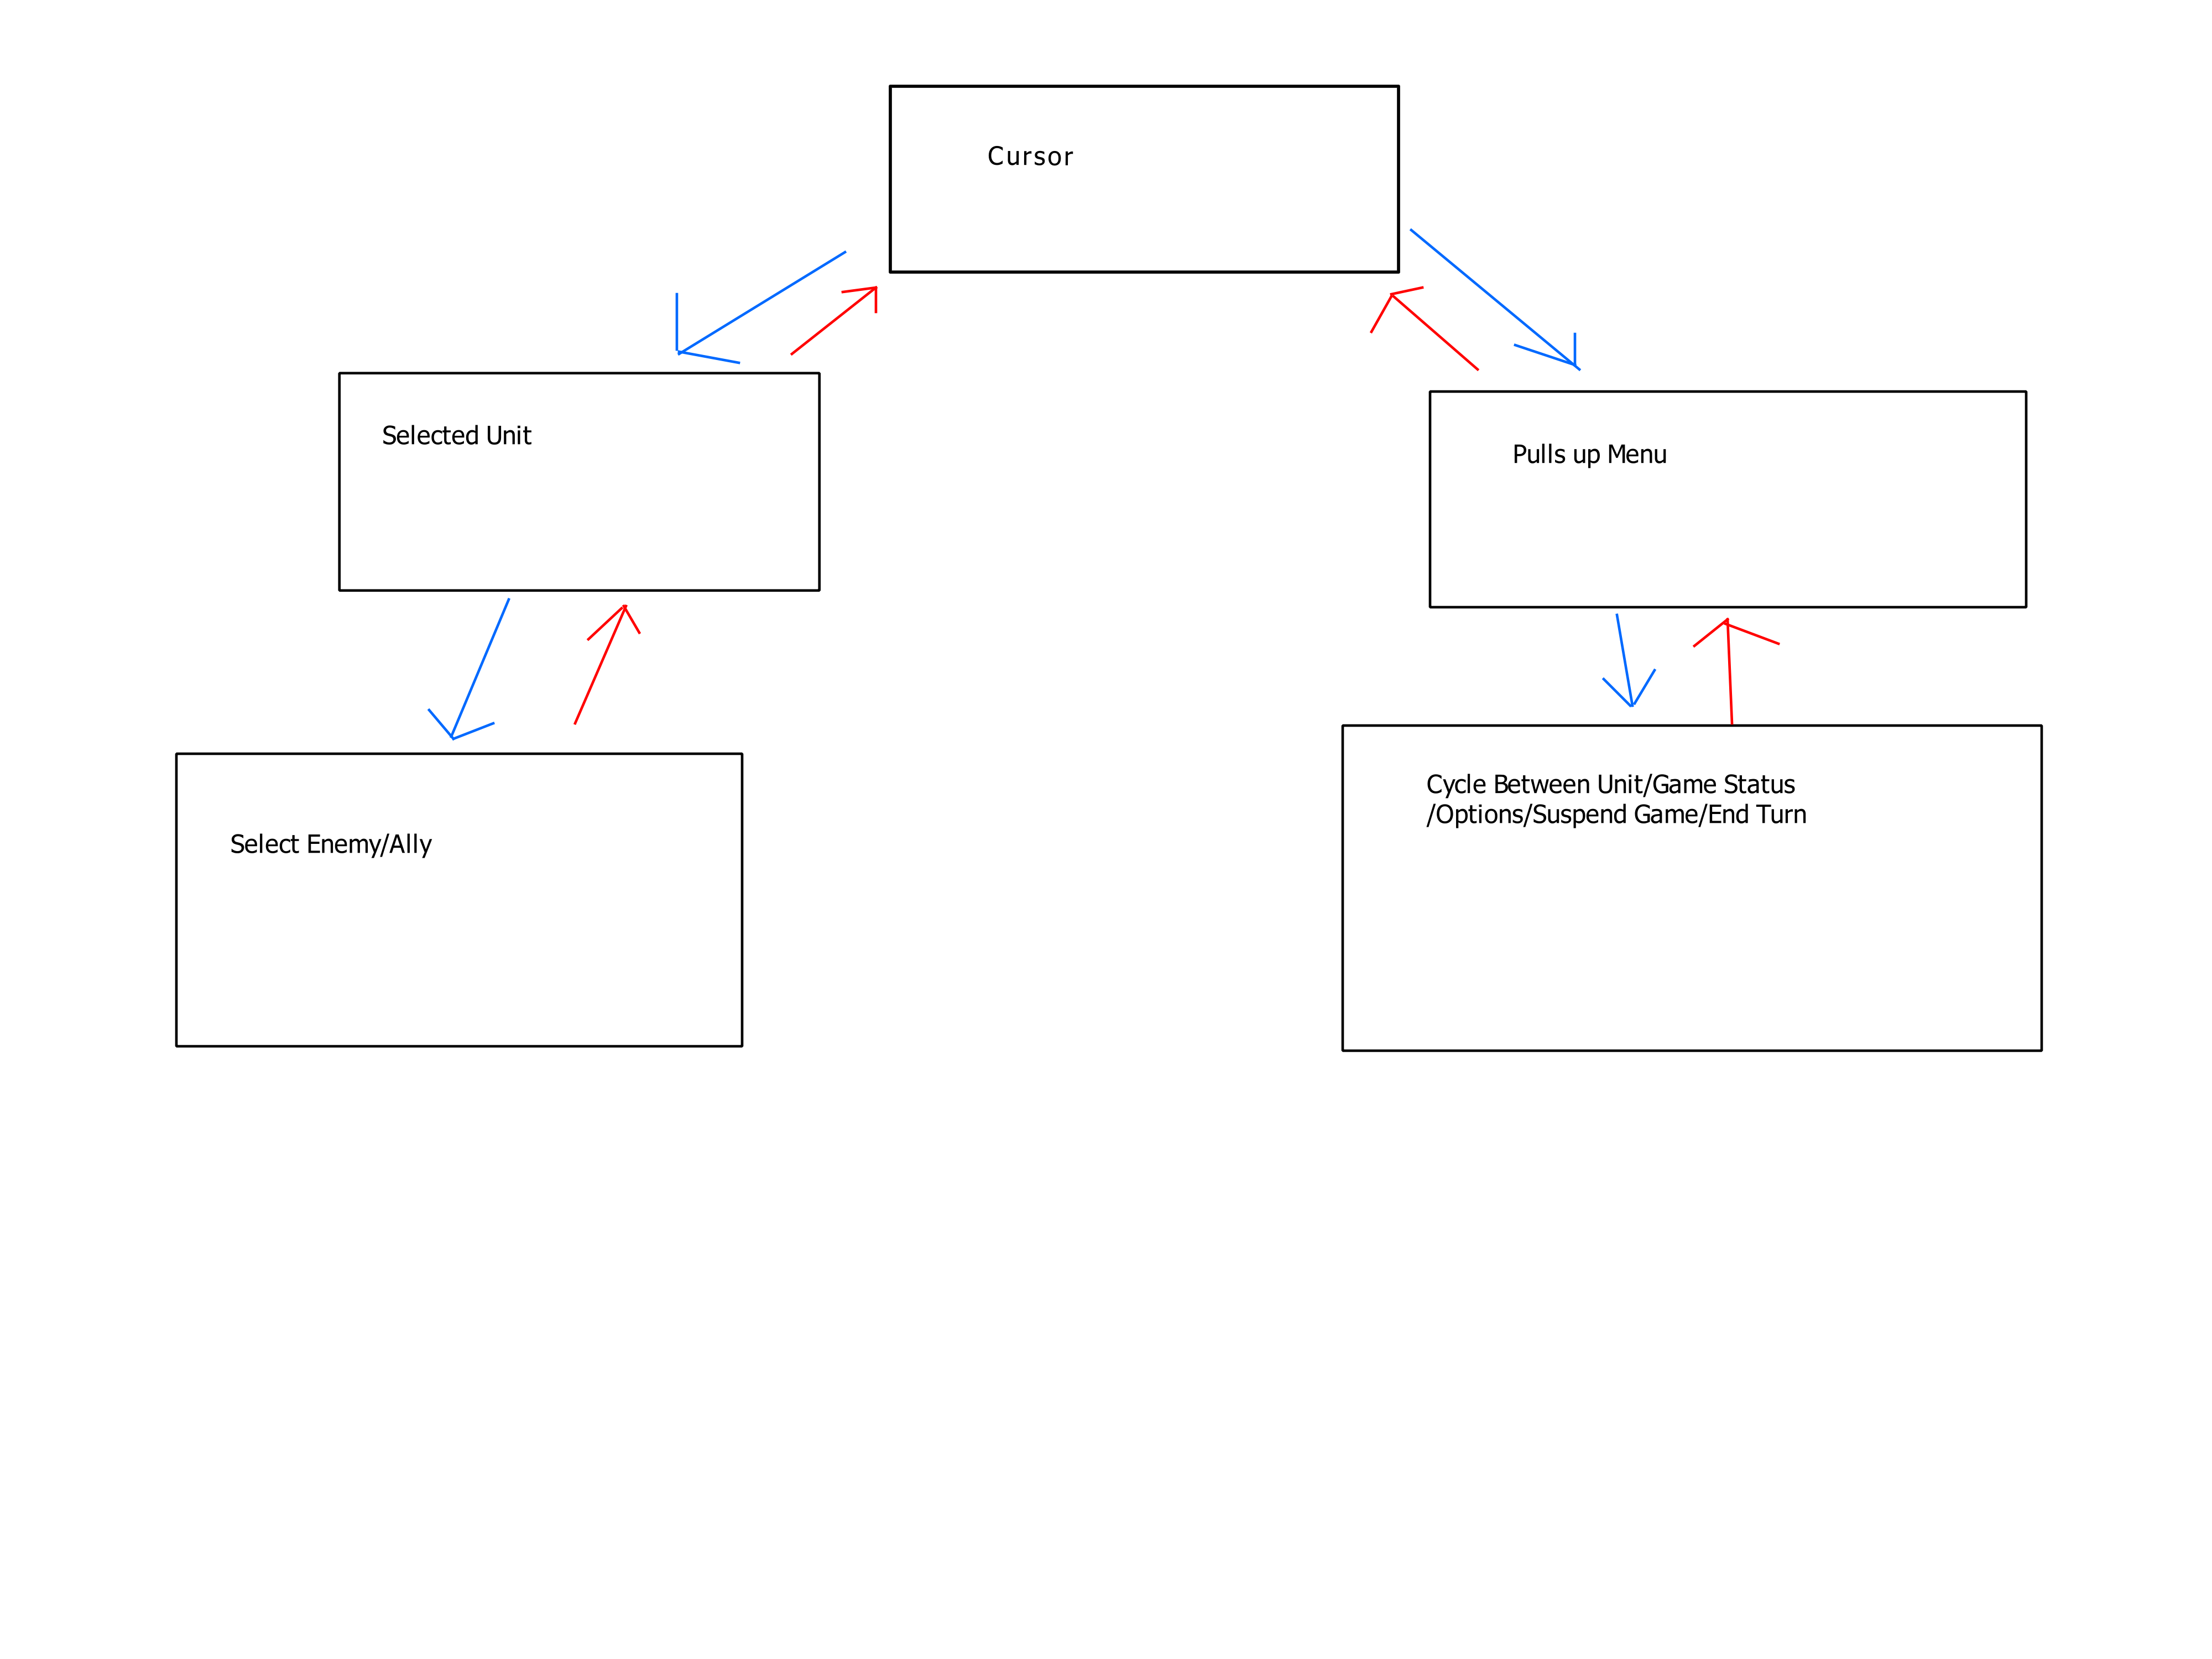 Cursor
Selected Unit
Pulls up Menu
Select Enemy/Ally
Cycle Between Unit/Game Status
/Options/Suspend Game/End Turn